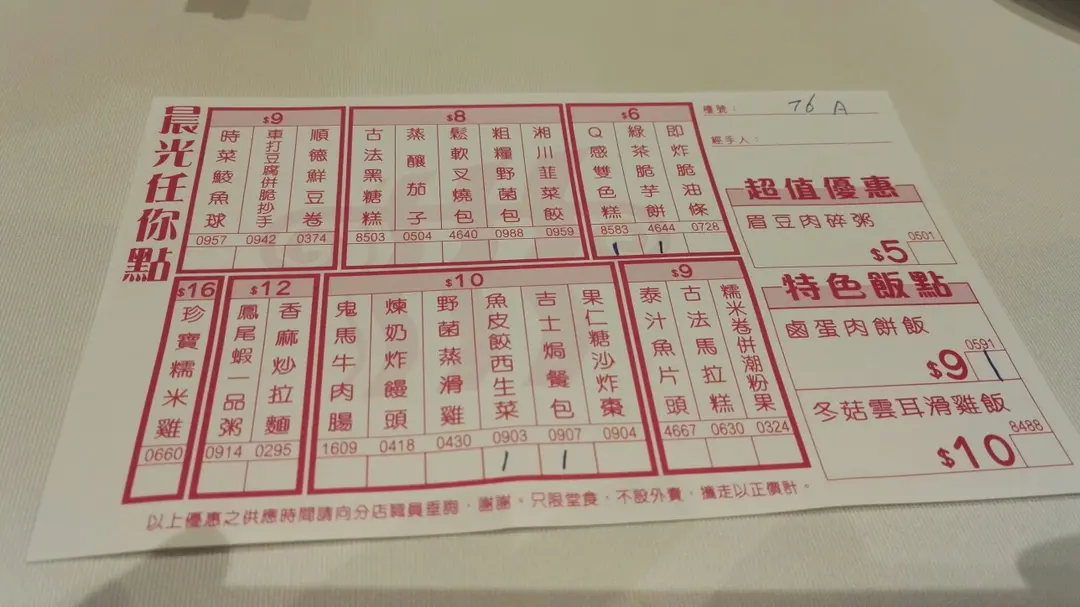 晨光任你點
$9
時菜鯪魚球
0957
車打豆腐併脆抄手
0942
順德鮮豆卷
0374
$8
古法黑糖糕
8503
蒸釀茄子
0504
鬆軟叉燒包
4640
粗糧野菌包
0988
湘川韮菜餃
0959
$6
Q感雙色糕
8583
1
綠茶脆芋餅
4644
1
即炸脆油條
0728
$16
珍寶糯米雞
0660
$12
鳳尾蝦一品粥
0914
香麻炒拉麵
0295
$10
鬼馬牛肉腸
1609
煉奶炸饅頭
0418
野菌蒸滑雞
0430
魚皮餃西生菜
0903
1
吉士焗餐包
0907
1
果仁糖沙炸棗
0904
$9
泰汁魚片頭
4667
古法馬拉糕
0630
糯米卷併潮粉果
0324
檯號：
76 A
經手人：
超值優惠
眉豆肉碎粥
$5
0501
特色飯點
鹵蛋肉餅飯
$9
0591
1
冬菇雲耳滑雞飯
$10
8488
以上優惠之供應時間請向分店職員垂詢，謝謝。只限堂食，不設外賣，攜走以正價計。